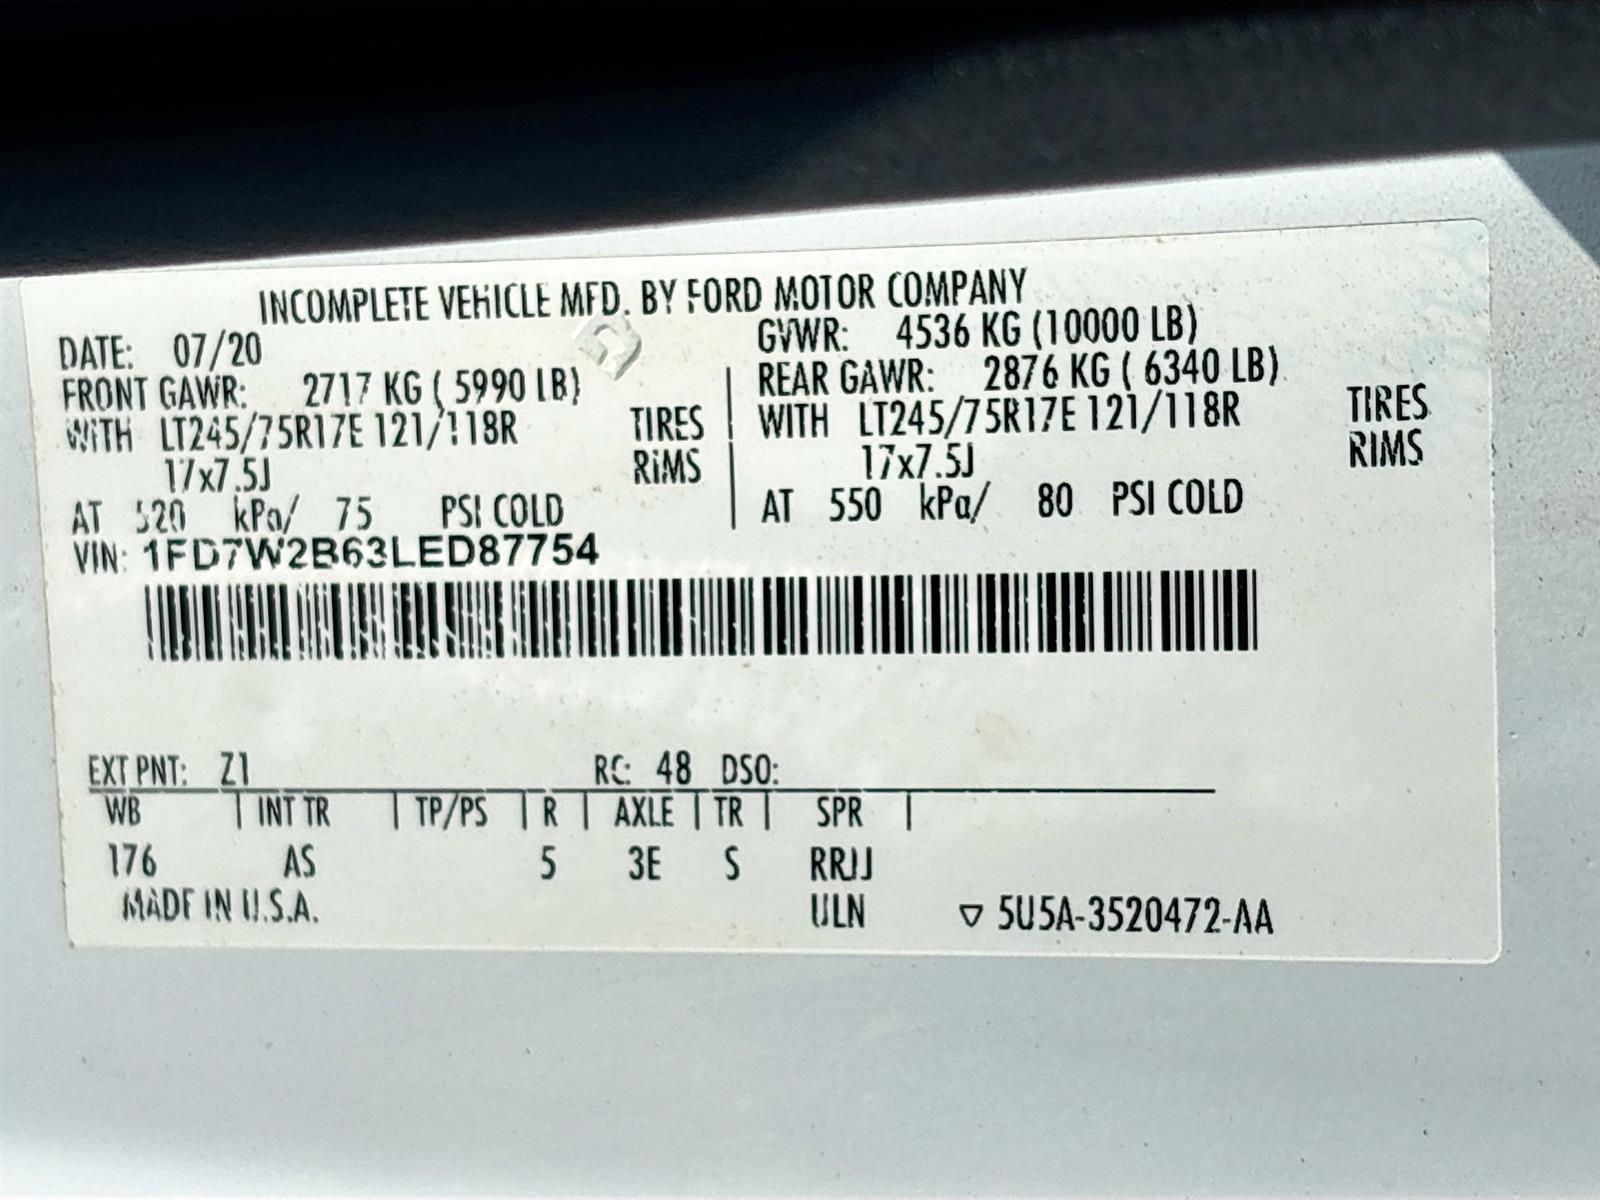 INCOMPLETE VEHICLE MFD. BY FORD MOTOR COMPANY
DATE: 07/20 GVWR: 4536 KG (10000 LB)
FRONT GAWR: 2717 KG ( 5990 LB) REAR GAWR: 2876 KG ( 6340 LB)
WITH LT245/75R17E 121/118R TIRES WITH LT245/75R17E 121/118R TIRES
17x7.5J RIMS 17x7.5J RIMS
AT 520 kPa/ 75 PSI COLD AT 550 kPa/ 80 PSI COLD
VIN: 1FD7W2B63LED87754
EXT PNT: Z1 RC: 48 DSO:
WB | INT TR | TP/PS | R | AXLE | TR | SPR |
176 AS 5 3E S RRJJ
MADE IN U.S.A. ULN ▽ 5U5A-3520472-AA